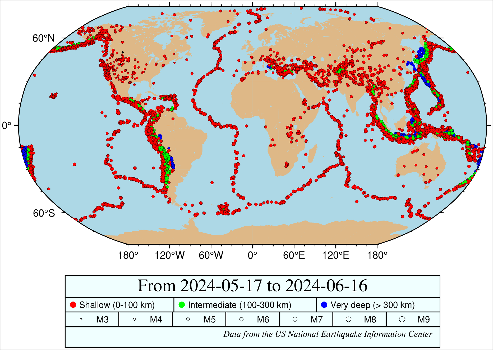 60°N
0°
60°S
180° 120°W 60°W 0° 60°E 120°E 180°
From 2024-05-17 to 2024-06-16
Shallow (0-100 km) Intermediate (100-300 km) Very deep (> 300 km)
M3 M4 M5 M6 M7 M8 M9
Data from the US National Earthquake Information Center